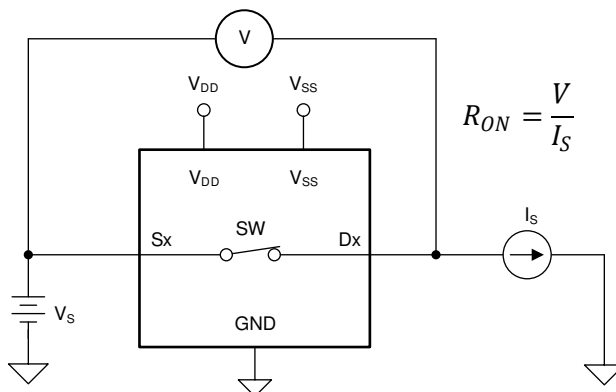 V
V_DD V_SS
R_ON = V / I_S
V_DD V_SS
SW
Sx Dx
I_S
V_S
GND